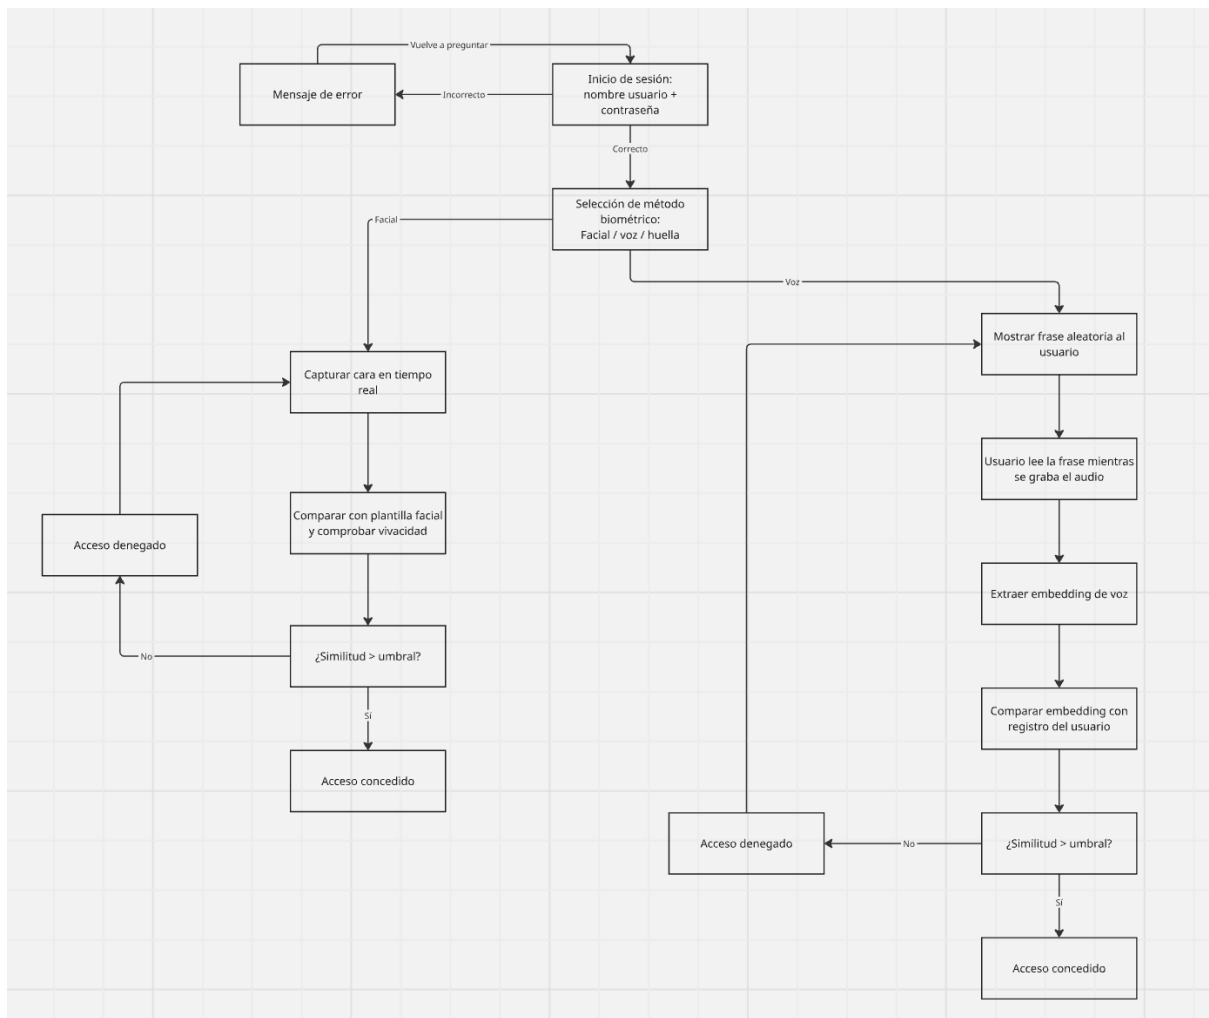 Vuelve a preguntar
Mensaje de error
Incorrecto
Inicio de sesión:
nombre usuario +
contraseña
Correcto
Selección de método
biométrico:
Facial / voz / huella
Facial
Voz
Mostrar frase aleatoria al
usuario
Capturar cara en tiempo
real
Usuario lee la frase mientras
se graba el audio
Comparar con plantilla facial
y comprobar vivacidad
Acceso denegado
Extraer embedding de voz
¿Similitud > umbral?
No
Sí
Comparar embedding con
registro del usuario
Acceso concedido
Acceso denegado
No
¿Similitud > umbral?
Sí
Acceso concedido